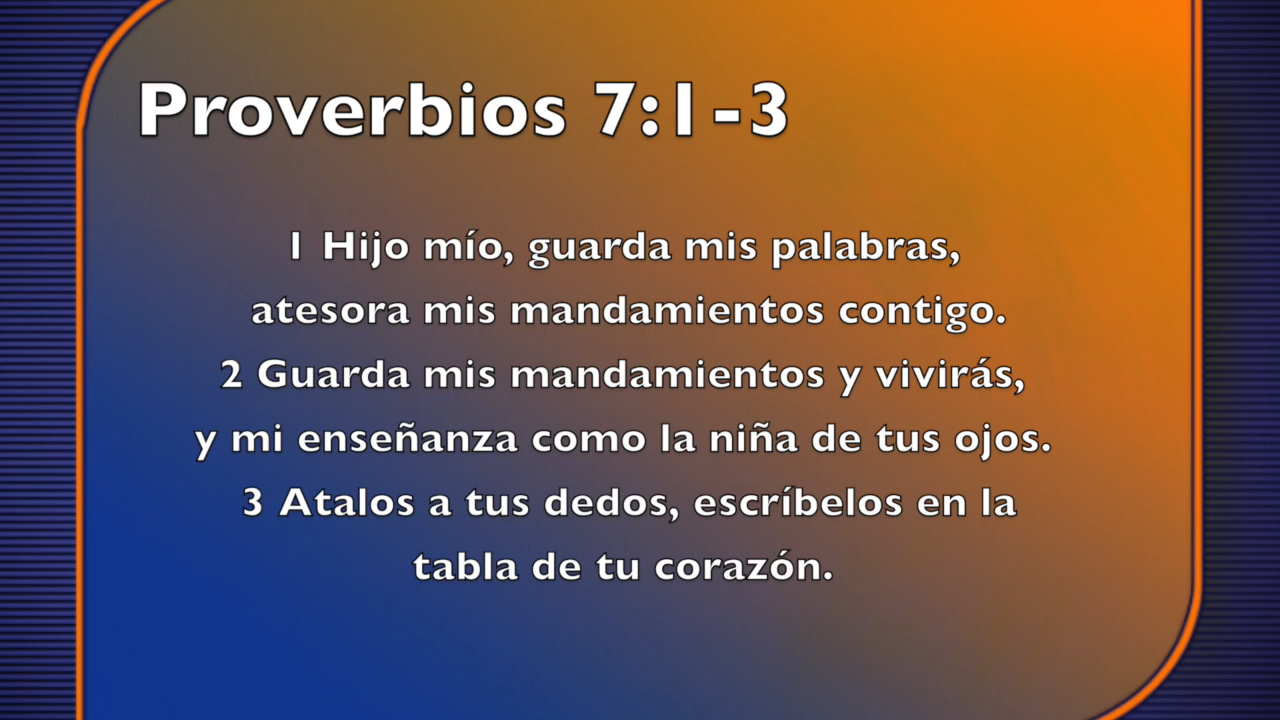 Proverbios 7:1-3
1 Hijo mío, guarda mis palabras,
atesora mis mandamientos contigo.
2 Guarda mis mandamientos y vivirás,
y mi enseñanza como la niña de tus ojos.
3 Atalos a tus dedos, escríbelos en la
tabla de tu corazón.